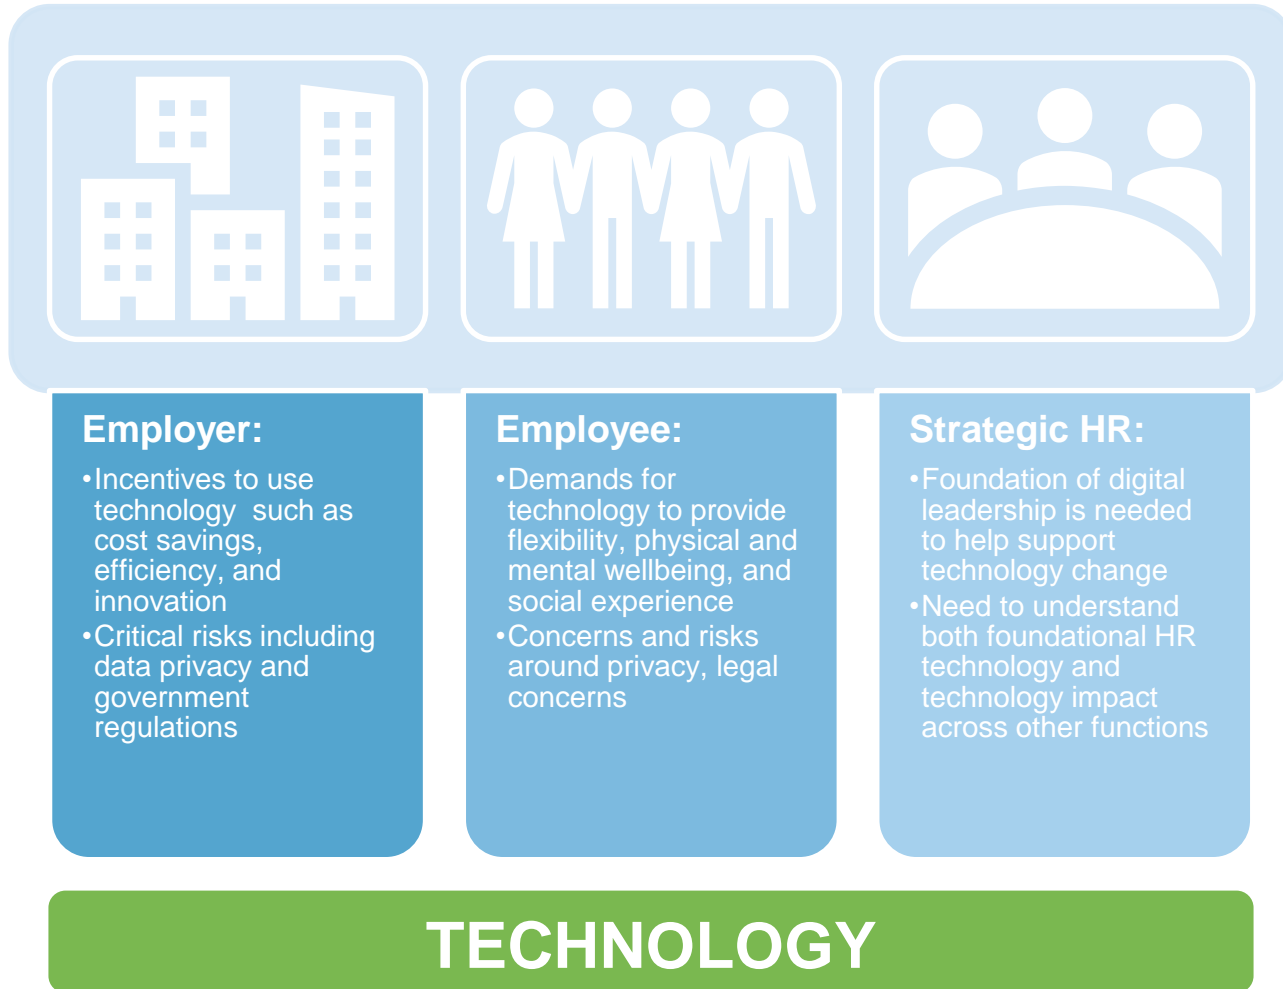 Employer:
•Incentives to use
technology  such as
cost savings,
efficiency, and
innovation
•Critical risks including
data privacy and
government
regulations
Employee:
•Demands for
technology to provide
flexibility, physical and
mental wellbeing, and
social experience
•Concerns and risks
around privacy, legal
concerns
Strategic HR:
•Foundation of digital
leadership is needed
to help support
technology change
•Need to understand
both foundational HR
technology and
technology impact
across other functions
TECHNOLOGY